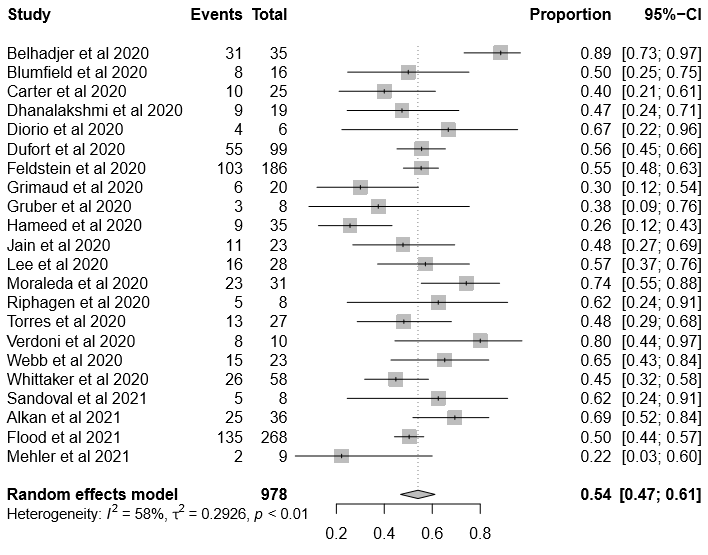 Study Events Total Proportion 95%−CI
Belhadjer et al 2020 31 35 0.89 [0.73; 0.97]
Blumfield et al 2020 8 16 0.50 [0.25; 0.75]
Carter et al 2020 10 25 0.40 [0.21; 0.61]
Dhanalakshmi et al 2020 9 19 0.47 [0.24; 0.71]
Diorio et al 2020 4 6 0.67 [0.22; 0.96]
Dufort et al 2020 55 99 0.56 [0.45; 0.66]
Feldstein et al 2020 103 186 0.55 [0.48; 0.63]
Grimaud et al 2020 6 20 0.30 [0.12; 0.54]
Gruber et al 2020 3 8 0.38 [0.09; 0.76]
Hameed et al 2020 9 35 0.26 [0.12; 0.43]
Jain et al 2020 11 23 0.48 [0.27; 0.69]
Lee et al 2020 16 28 0.57 [0.37; 0.76]
Moraleda et al 2020 23 31 0.74 [0.55; 0.88]
Riphagen et al 2020 5 8 0.62 [0.24; 0.91]
Torres et al 2020 13 27 0.48 [0.29; 0.68]
Verdoni et al 2020 8 10 0.80 [0.44; 0.97]
Webb et al 2020 15 23 0.65 [0.43; 0.84]
Whittaker et al 2020 26 58 0.45 [0.32; 0.58]
Sandoval et al 2021 5 8 0.62 [0.24; 0.91]
Alkan et al 2021 25 36 0.69 [0.52; 0.84]
Flood et al 2021 135 268 0.50 [0.44; 0.57]
Mehler et al 2021 2 9 0.22 [0.03; 0.60]
Random effects model 978 0.54 [0.47; 0.61]
Heterogeneity: I² = 58%, τ² = 0.2926, p < 0.01
0.2 0.4 0.6 0.8